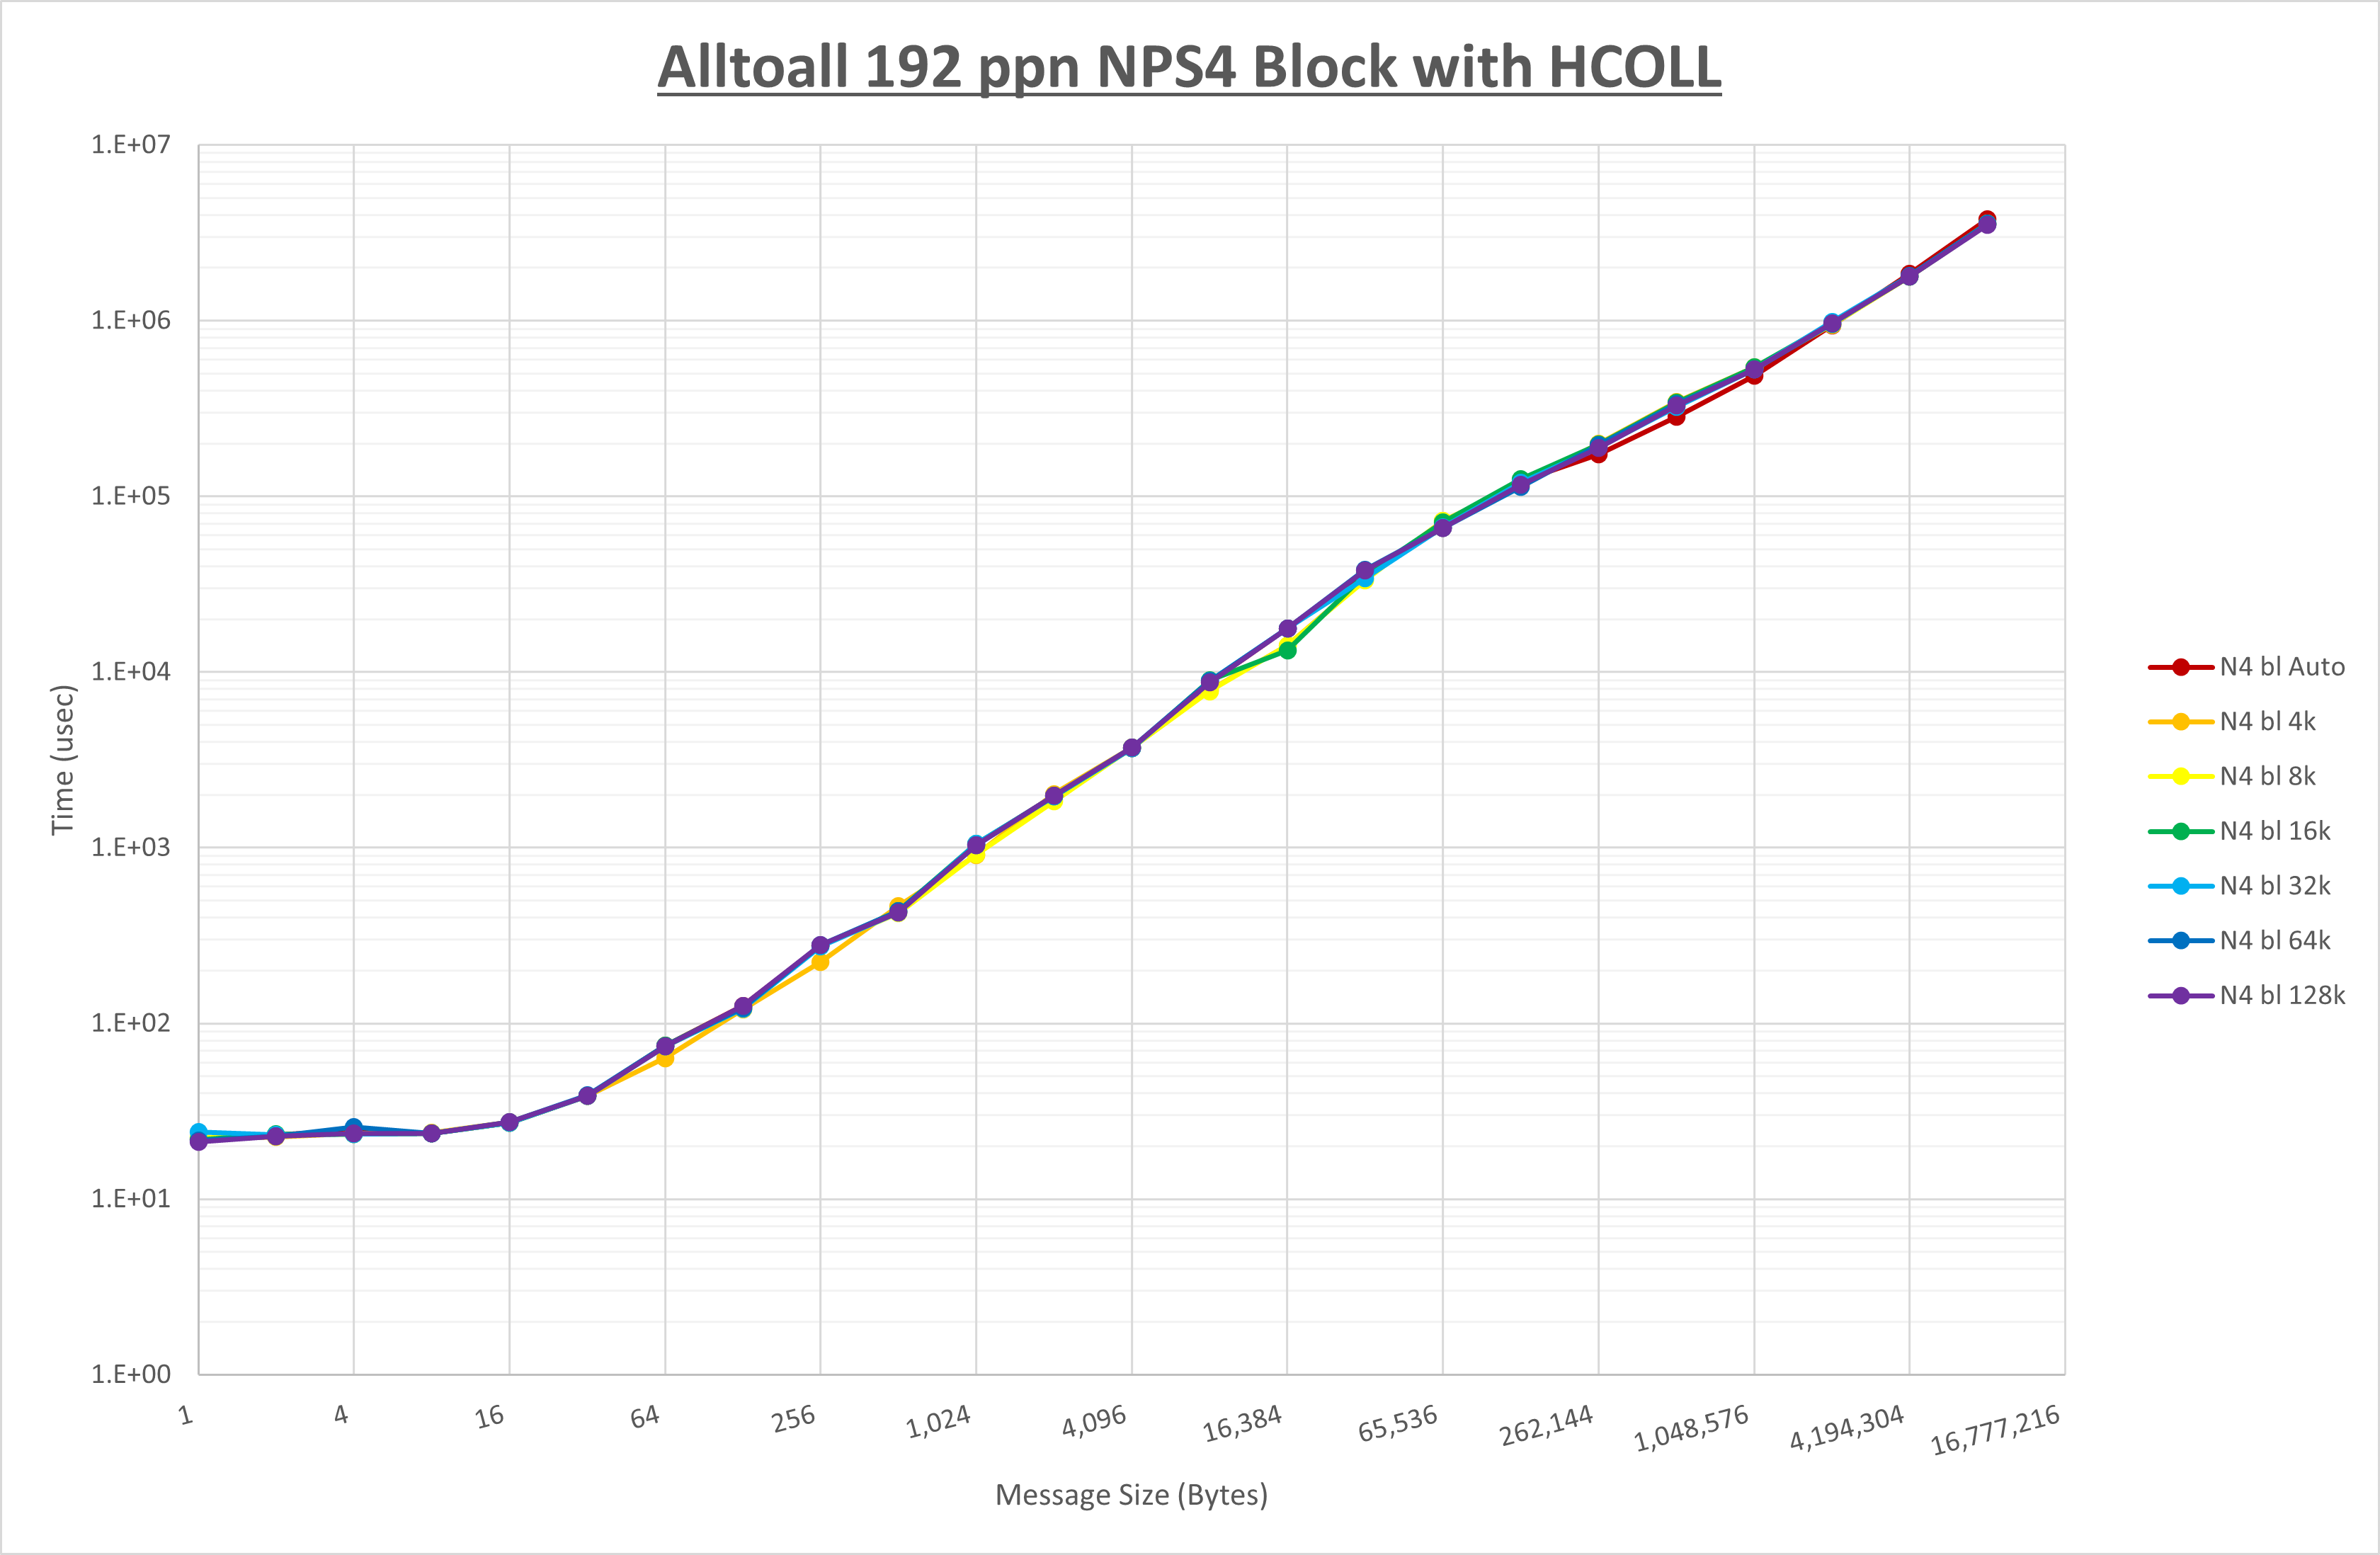 Alltoall 192 ppn NPS4 Block with HCOLL
1.E+07
1.E+06
1.E+05
1.E+04
1.E+03
1.E+02
1.E+01
1.E+00
Time (usec)
1
4
16
64
256
1,024
4,096
16,384
65,536
262,144
1,048,576
4,194,304
16,777,216
Message Size (Bytes)
N4 bl Auto
N4 bl 4k
N4 bl 8k
N4 bl 16k
N4 bl 32k
N4 bl 64k
N4 bl 128k